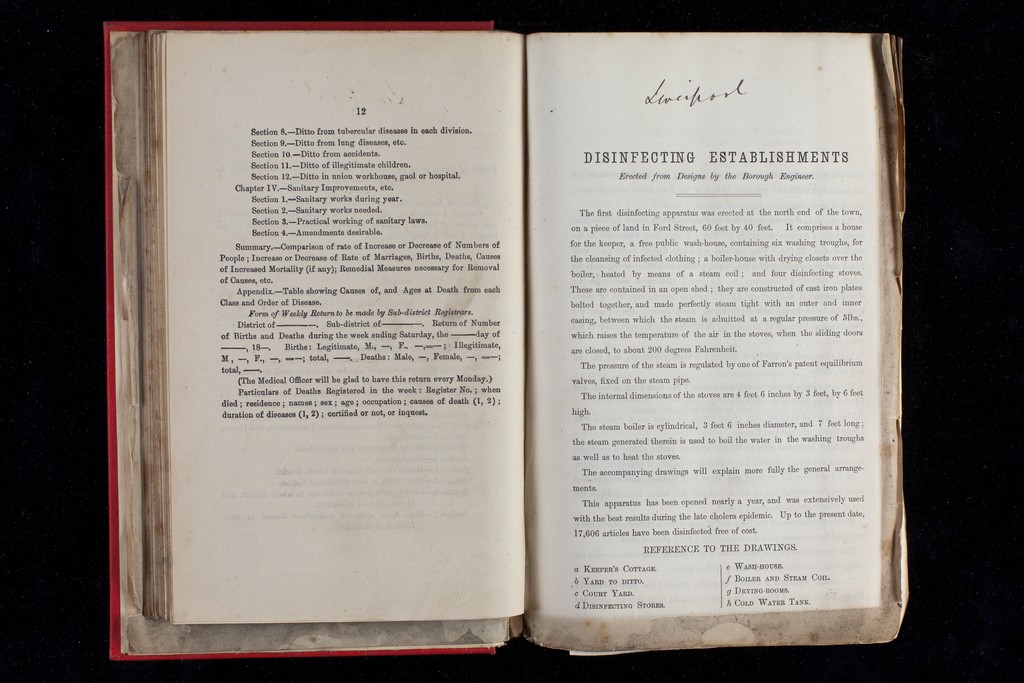 12
Section 8.—Ditto from tubercular diseases in each division.
Section 9.—Ditto from lung diseases, etc.
Section 10.—Ditto from accidents.
Section 11.—Ditto of illegitimate children.
Section 12.—Ditto in union workhouse, gaol or hospital.
Chapter IV.—Sanitary Improvements, etc.
Section 1.—Sanitary works during year.
Section 2.—Sanitary works needed.
Section 3.—Practical working of sanitary laws.
Section 4.—Amendments desirable.
Summary.—Comparison of rate of Increase or Decrease of Numbers of
People ; Increase or Decrease of Rate of Marriages, Births, Deaths, Causes
of Increased Mortality (if any); Remedial Measures necessary for Removal
of Causes, etc.
Appendix.—Table showing Causes of, and Ages at Death from each
Class and Order of Disease.
Form of Weekly Return to be made by Sub-district Registrars.
District of ———. Sub-district of ———. Return of Number
of Births and Deaths during the week ending Saturday, the ——— day of
———, 18—. Births: Legitimate, M., —, F., —,=—; Illegitimate,
M , —, F., —, =—; total, ——. Deaths: Male, —, Female, —, =—;
total, ——.
(The Medical Officer will be glad to have this return every Monday.)
Particulars of Deaths Registered in the week : Register No. ; when
died ; residence ; names ; sex ; age ; occupation ; causes of death (1, 2) ;
duration of diseases (1, 2) ; certified or not, or inquest.
Liverpool
DISINFECTING ESTABLISHMENTS
Erected from Designs by the Borough Engineer.
The first disinfecting apparatus was erected at the north end of the town,
on a piece of land in Ford Street, 60 feet by 40 feet. It comprises a house
for the keeper, a free public wash-house, containing six washing troughs, for
the cleansing of infected clothing ; a boiler-house with drying closets over the
boiler, heated by means of a steam coil ; and four disinfecting stoves.
These are contained in an open shed ; they are constructed of cast iron plates
bolted together, and made perfectly steam tight with an outer and inner
casing, between which the steam is admitted at a regular pressure of 5lbs.,
which raises the temperature of the air in the stoves, when the sliding doors
are closed, to about 200 degrees Fahrenheit.
The pressure of the steam is regulated by one of Farron's patent equilibrium
valves, fixed on the steam pipe.
The internal dimensions of the stoves are 4 feet 6 inches by 3 feet, by 6 feet
high.
The steam boiler is cylindrical, 3 feet 6 inches diameter, and 7 feet long ;
the steam generated therein is used to boil the water in the washing troughs
as well as to heat the stoves.
The accompanying drawings will explain more fully the general arrange-
ments.
This apparatus has been opened nearly a year, and was extensively used
with the best results during the late cholera epidemic. Up to the present date,
17,606 articles have been disinfected free of cost.
REFERENCE TO THE DRAWINGS.
a Keeper's Cottage.
b Yard to ditto.
c Court Yard.
d Disinfecting Stores.
e Wash-house.
f Boiler and Steam Coil.
g Drying-rooms.
h Cold Water Tank.